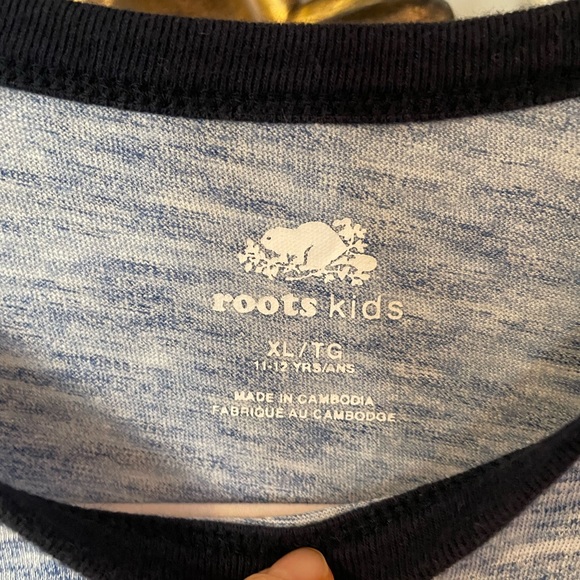 roots kids
XL/TG
11-12 YRS/ANS
MADE IN CAMBODIA
FABRIQUÉ AU CAMBODGE